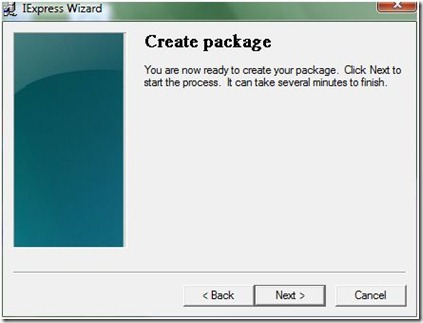 IExpress Wizard
Create package
You are now ready to create your package.  Click Next to
start the process.  It can take several minutes to finish.
< Back
Next >
Cancel